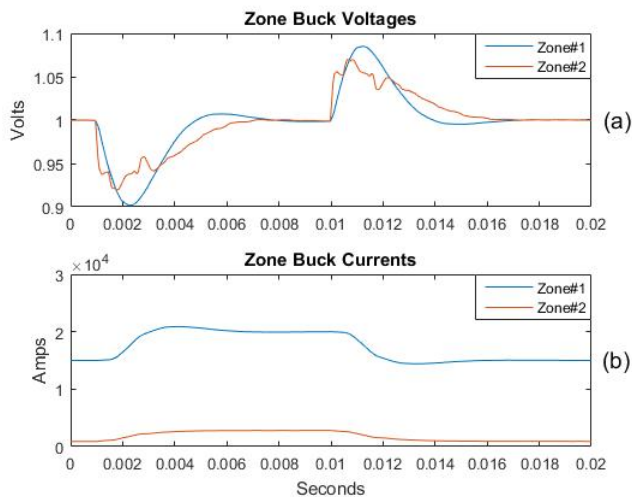 Zone Buck Voltages
1.1
1.05
1
0.95
0.9
Volts
Zone#1
Zone#2
(a)
0 0.002 0.004 0.006 0.008 0.01 0.012 0.014 0.016 0.018 0.02
Zone Buck Currents
×10⁴
3
2
1
0
Amps
Zone#1
Zone#2
(b)
0 0.002 0.004 0.006 0.008 0.01 0.012 0.014 0.016 0.018 0.02
Seconds